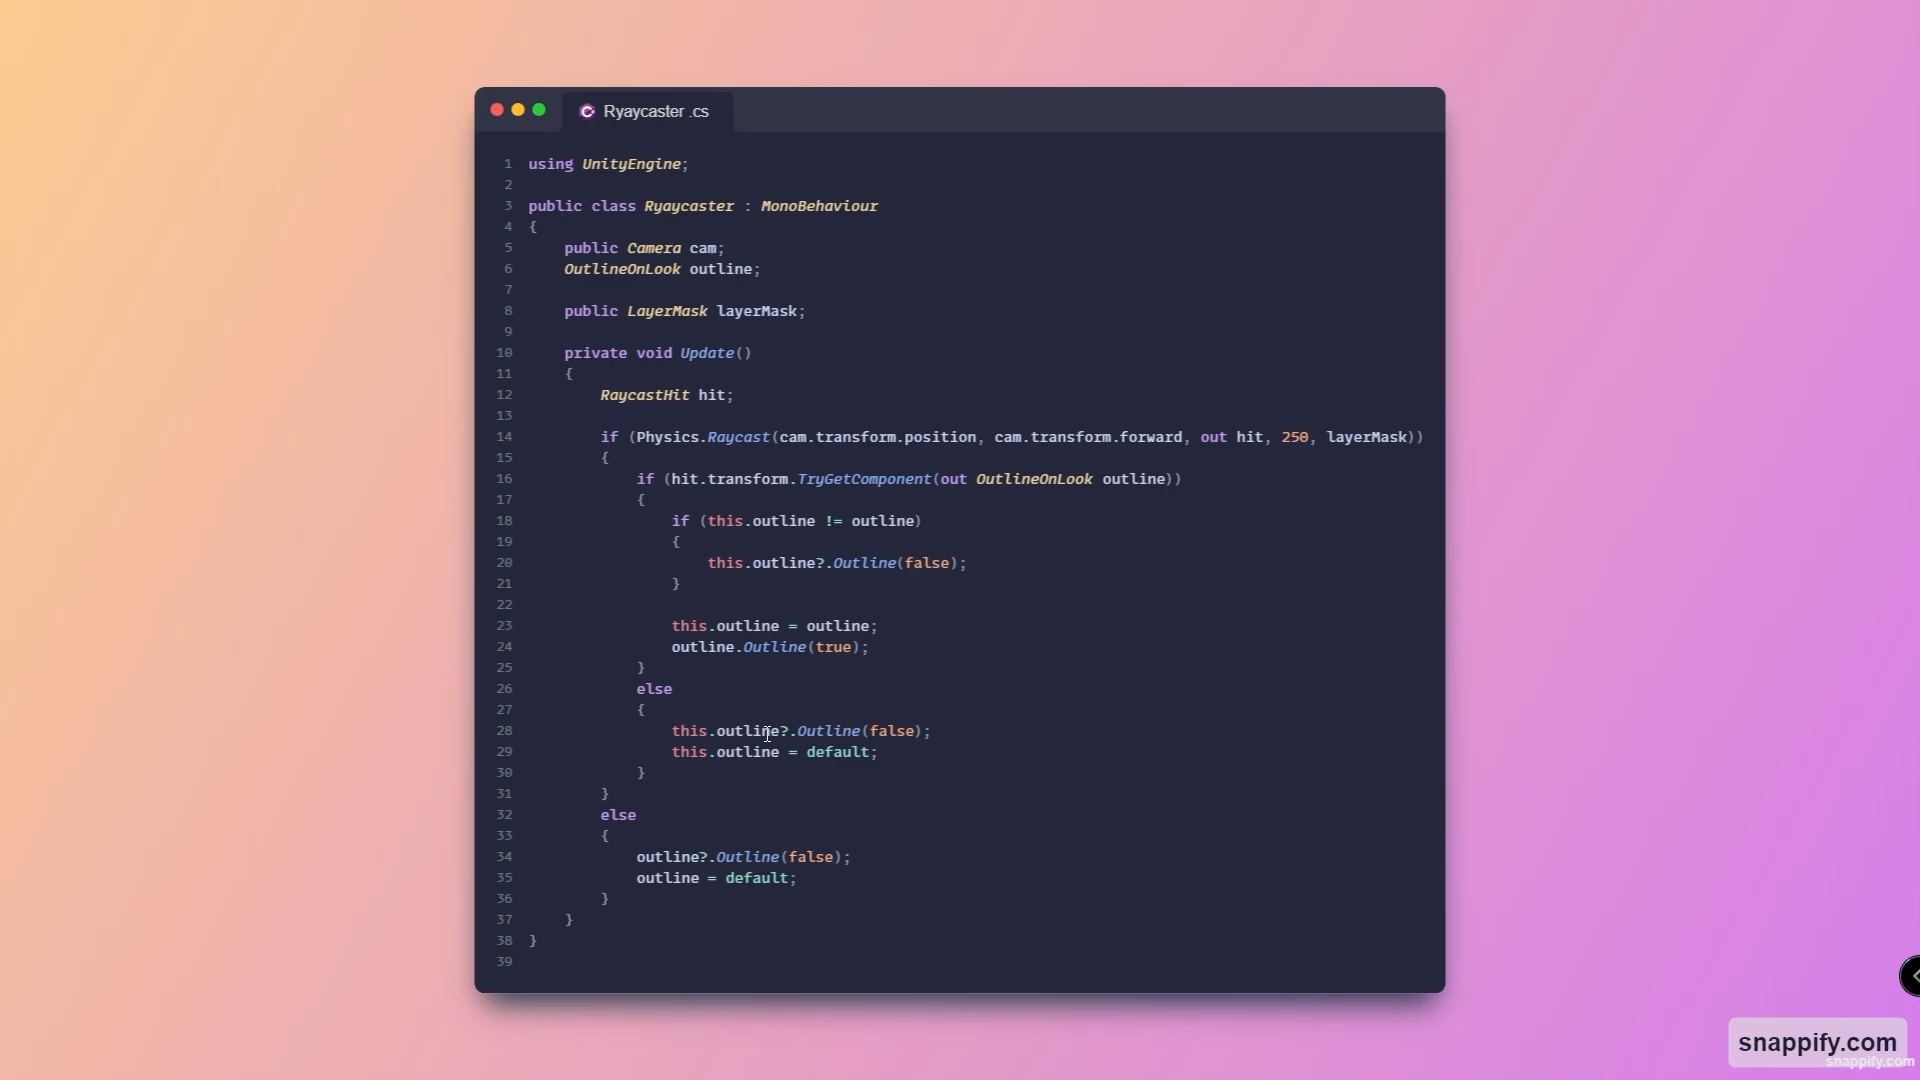 Ryaycaster .cs
1 using UnityEngine;
2
3 public class Ryaycaster : MonoBehaviour
4 {
5     public Camera cam;
6     OutlineOnLook outline;
7
8     public LayerMask layerMask;
9
10     private void Update()
11     {
12         RaycastHit hit;
13
14         if (Physics.Raycast(cam.transform.position, cam.transform.forward, out hit, 250, layerMask))
15         {
16             if (hit.transform.TryGetComponent(out OutlineOnLook outline))
17             {
18                 if (this.outline != outline)
19                 {
20                     this.outline?.Outline(false);
21                 }
22
23                 this.outline = outline;
24                 outline.Outline(true);
25             }
26             else
27             {
28                 this.outline?.Outline(false);
29                 this.outline = default;
30             }
31         }
32         else
33         {
34             outline?.Outline(false);
35             outline = default;
36         }
37     }
38 }
39
snappify.com
snappify.com